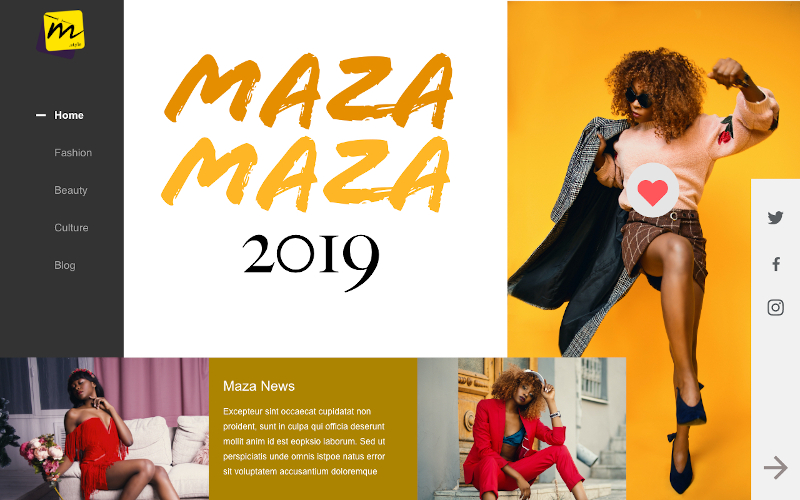 m
.style
Home
Fashion
Beauty
Culture
Blog
MAZA
MAZA
2019
Maza News
Excepteur sint occaecat cupidatat non
proident, sunt in culpa qui officia deserunt
mollit anim id est eopksio laborum. Sed ut
perspiciatis unde omnis istpoe natus error
sit voluptatem accusantium doloremque